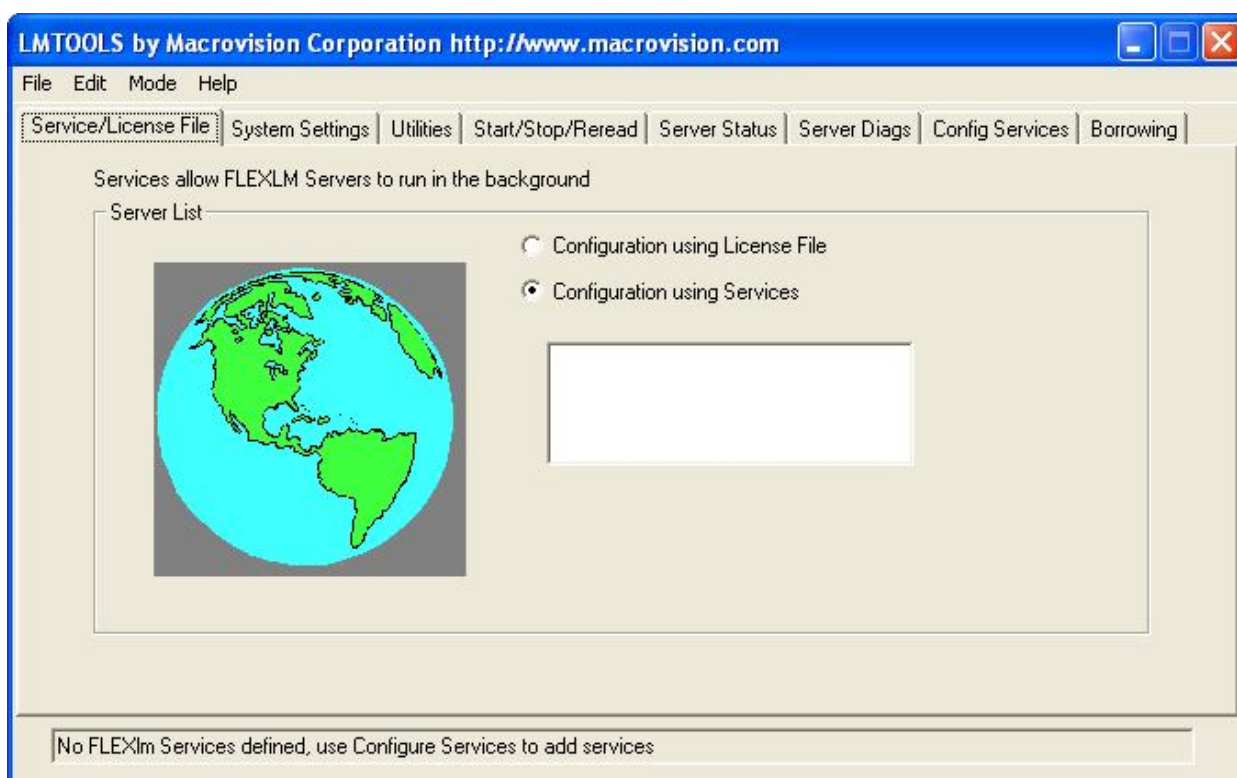 LMTOOLS by Macrovision Corporation http://www.macrovision.com
File Edit Mode Help
Service/License File System Settings Utilities Start/Stop/Reread Server Status Server Diags Config Services Borrowing
Services allow FLEXLM Servers to run in the background
Server List
Configuration using License File
Configuration using Services
No FLEXlm Services defined, use Configure Services to add services